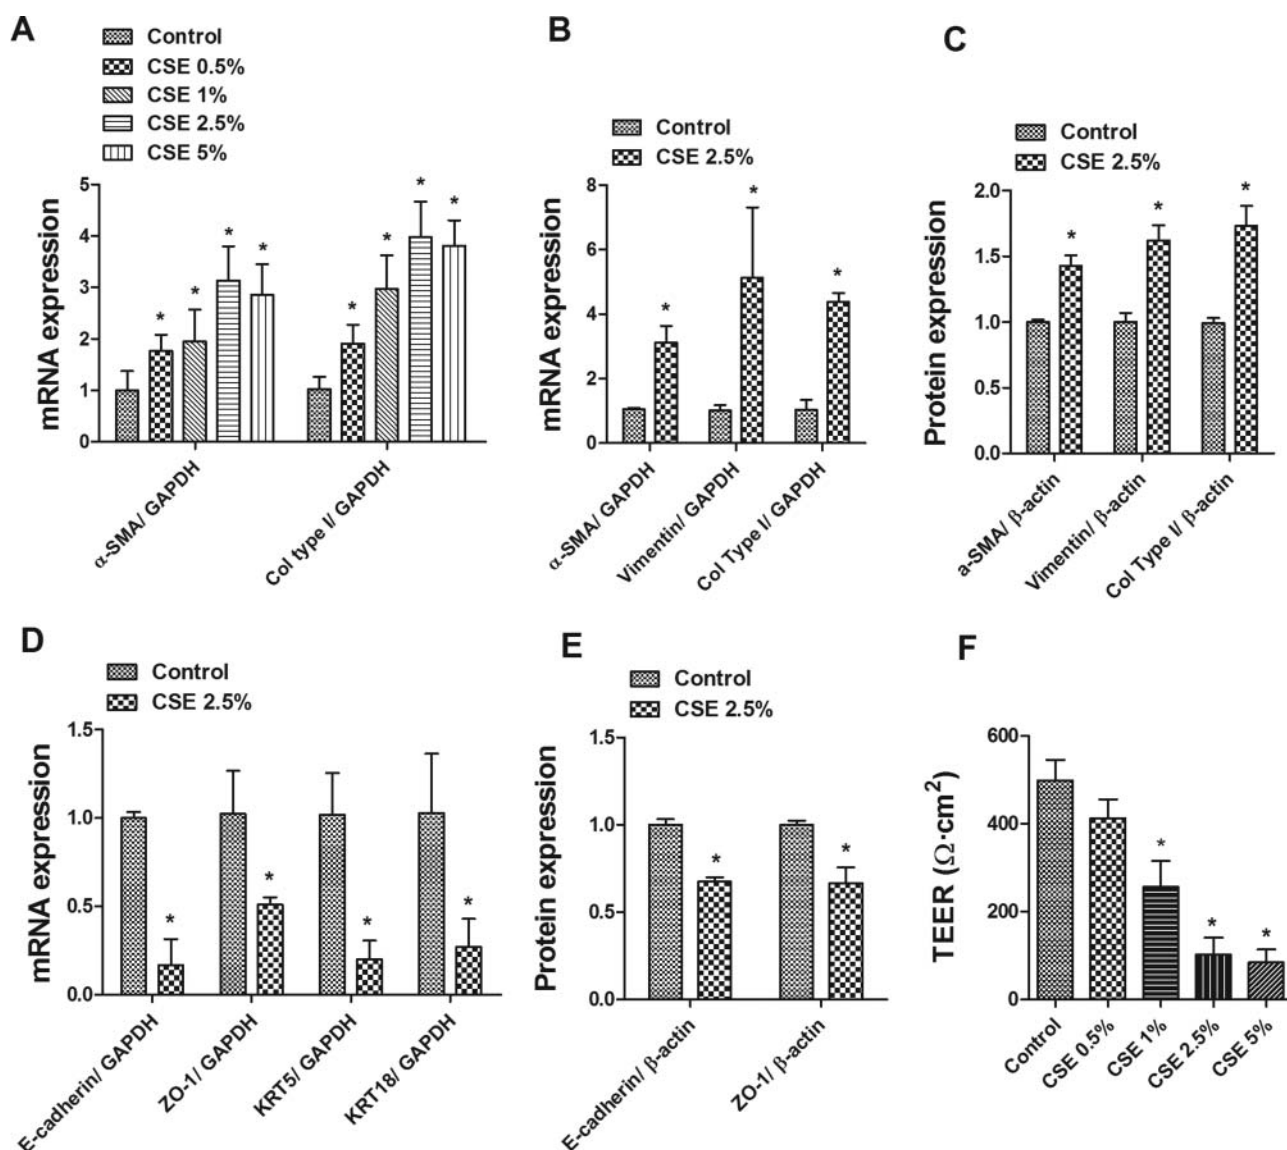 A
Control
CSE 0.5%
CSE 1%
CSE 2.5%
CSE 5%
mRNA expression
5
4
3
2
1
0
* * * * * * * *
α-SMA/ GAPDH
Col type I/ GAPDH
B
Control
CSE 2.5%
mRNA expression
8
6
4
2
0
* * *
α-SMA/ GAPDH
Vimentin/ GAPDH
Col Type I/ GAPDH
C
Control
CSE 2.5%
Protein expression
2.0
1.5
1.0
0.5
0.0
* * *
a-SMA/ β-actin
Vimentin/ β-actin
Col Type I/ β-actin
D
Control
CSE 2.5%
mRNA expression
1.5
1.0
0.5
0.0
* * * *
E-cadherin/ GAPDH
ZO-1/ GAPDH
KRT5/ GAPDH
KRT18/ GAPDH
E
Control
CSE 2.5%
Protein expression
1.5
1.0
0.5
0.0
* *
E-cadherin/ β-actin
ZO-1/ β-actin
F
TEER (Ω·cm²)
600
400
200
0
* * *
Control
CSE 0.5%
CSE 1%
CSE 2.5%
CSE 5%